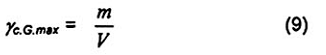 γc.G.max = m/V (9)